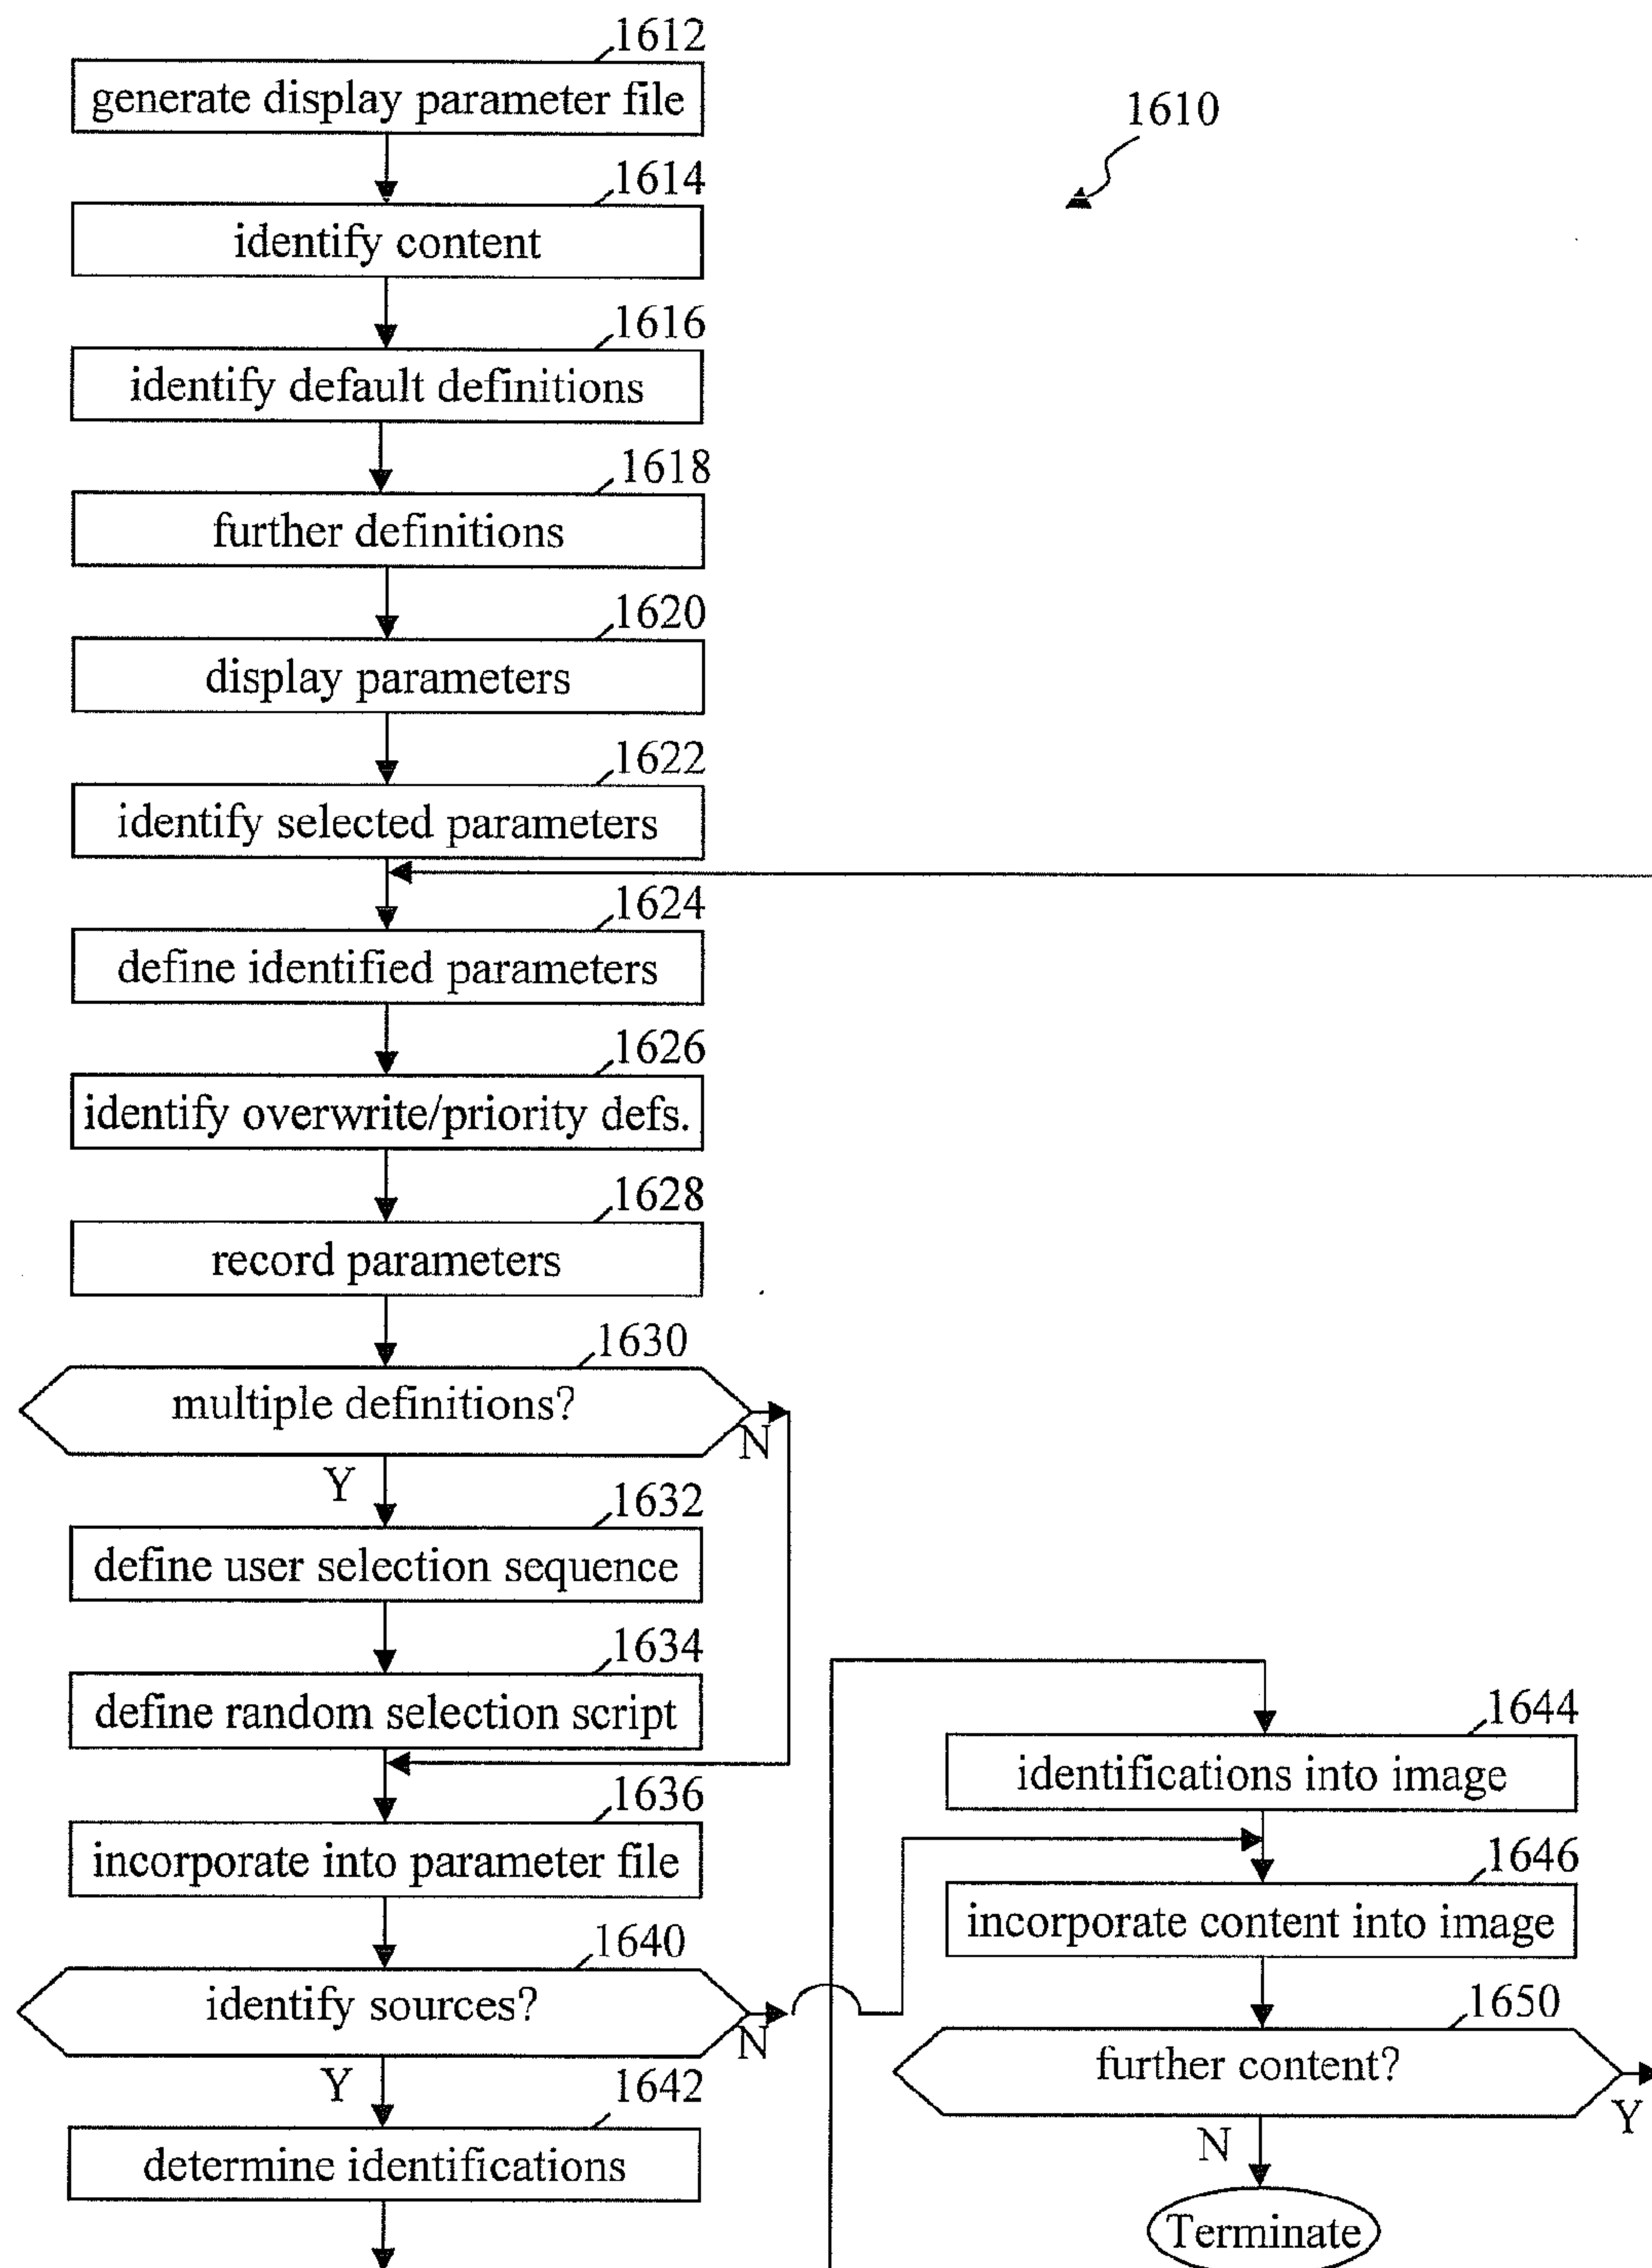 1612
generate display parameter file
1610
1614
identify content
1616
identify default definitions
1618
further definitions
1620
display parameters
1622
identify selected parameters
1624
define identified parameters
1626
identify overwrite/priority defs.
1628
record parameters
1630
multiple definitions?
N
Y
1632
define user selection sequence
1634
define random selection script
1636
incorporate into parameter file
1640
identify sources?
N
Y
1642
determine identifications
1644
identifications into image
1646
incorporate content into image
1650
further content?
Y
N
Terminate